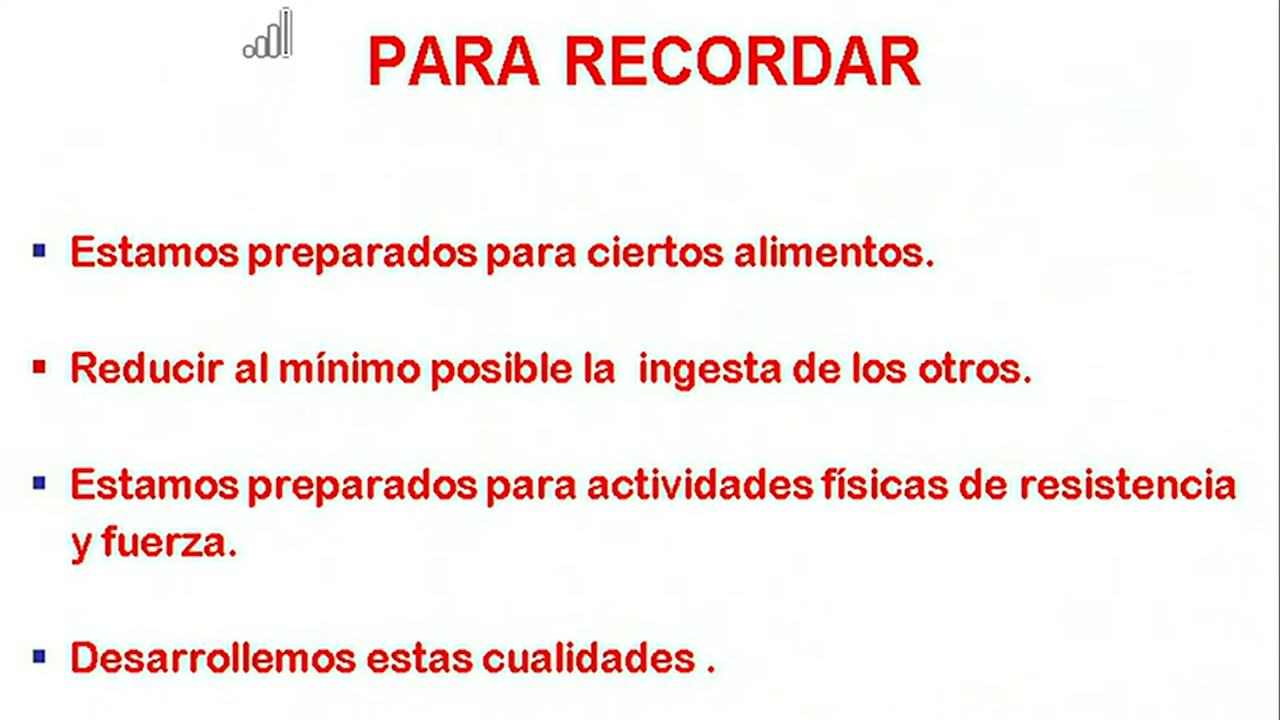 PARA RECORDAR
Estamos preparados para ciertos alimentos.
Reducir al mínimo posible la ingesta de los otros.
Estamos preparados para actividades físicas de resistencia
y fuerza.
Desarrollemos estas cualidades .